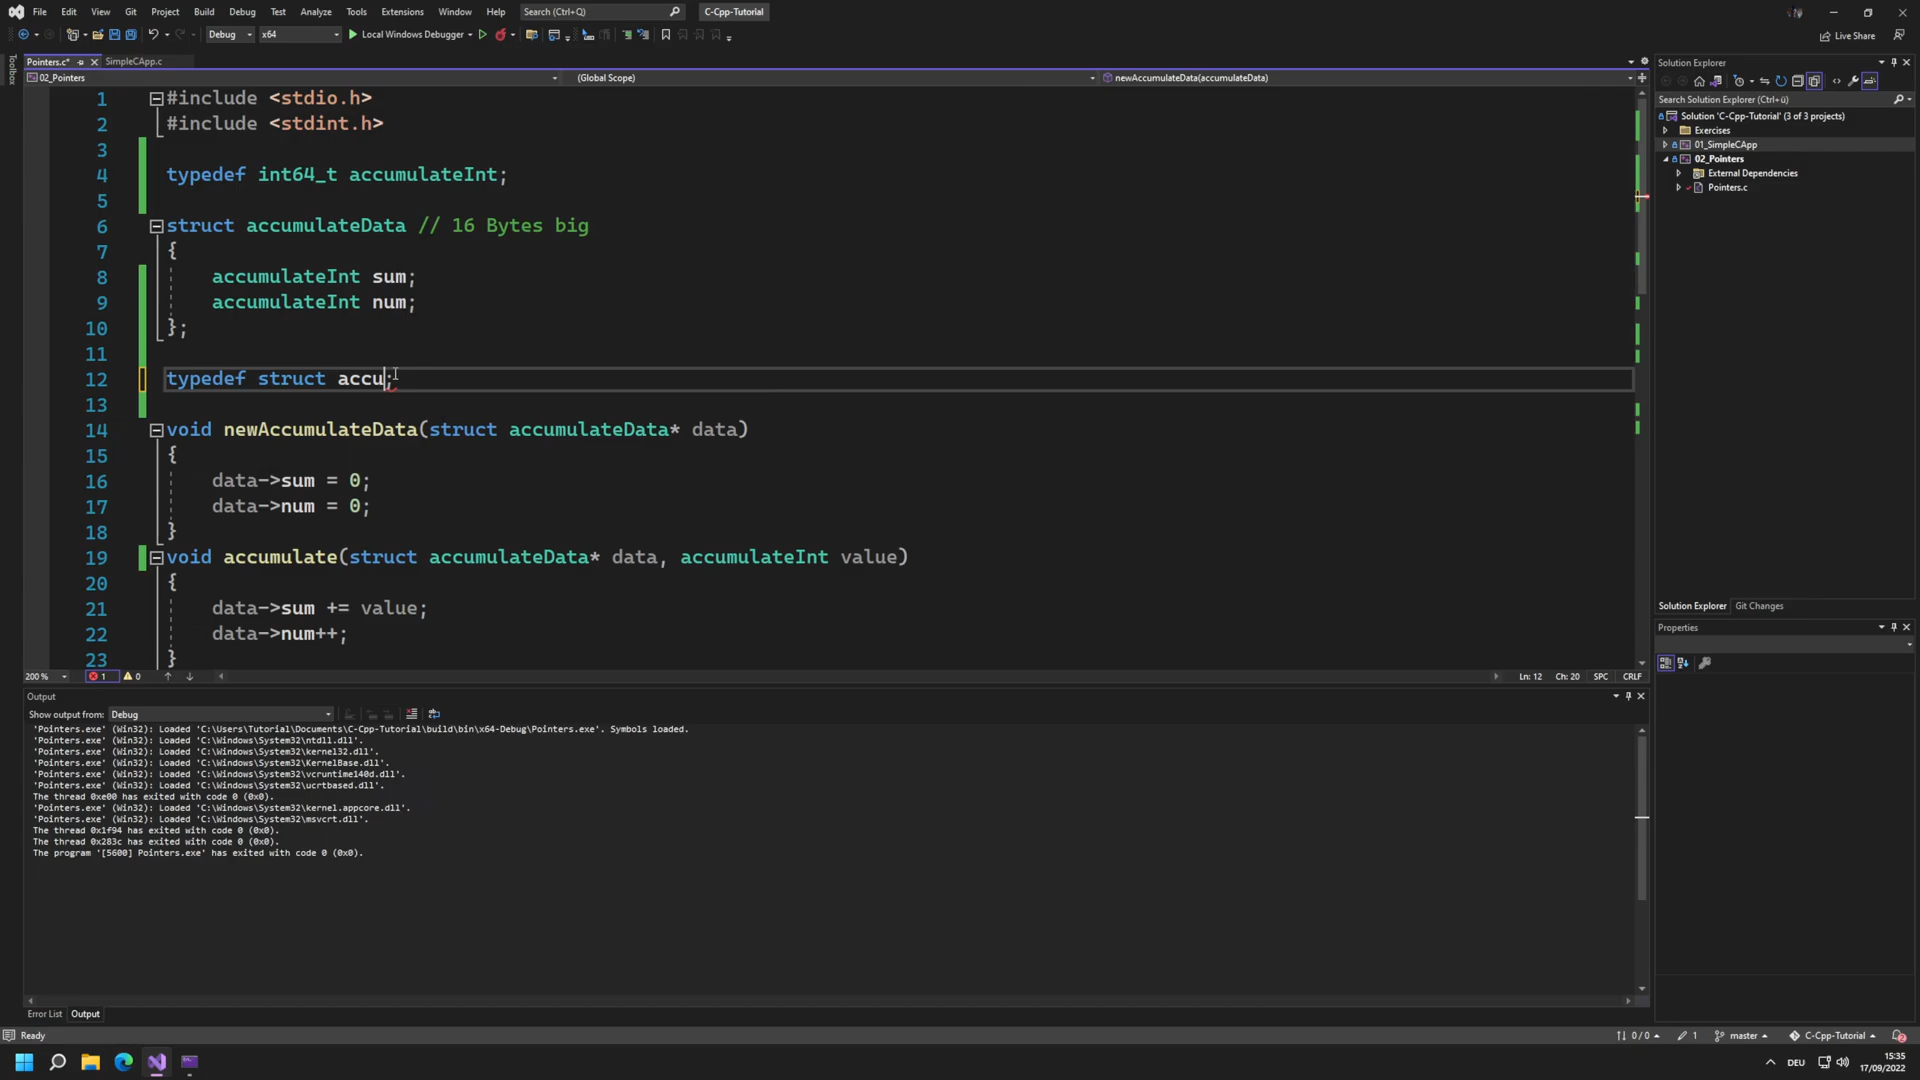 File Edit View Git Project Build Debug Test Analyze Tools Extensions Window Help Search (Ctrl+Q) C-Cpp-Tutorial
Debug x64 Local Windows Debugger Live Share
Toolbox
Pointers.c* SimpleCApp.c
02_Pointers (Global Scope) newAccumulateData(accumulateData)
1 #include <stdio.h>
2 #include <stdint.h>
3
4 typedef int64_t accumulateInt;
5
6 struct accumulateData // 16 Bytes big
7 {
8 accumulateInt sum;
9 accumulateInt num;
10 };
11
12 typedef struct accu;
13
14 void newAccumulateData(struct accumulateData* data)
15 {
16 data->sum = 0;
17 data->num = 0;
18 }
19 void accumulate(struct accumulateData* data, accumulateInt value)
20 {
21 data->sum += value;
22 data->num++;
23 }
200 % 1 0 Ln: 12 Ch: 20 SPC CRLF
Output
Show output from: Debug
'Pointers.exe' (Win32): Loaded 'C:\Users\Tutorial\Documents\C-Cpp-Tutorial\build\bin\x64-Debug\Pointers.exe'. Symbols loaded.
'Pointers.exe' (Win32): Loaded 'C:\Windows\System32\ntdll.dll'.
'Pointers.exe' (Win32): Loaded 'C:\Windows\System32\kernel32.dll'.
'Pointers.exe' (Win32): Loaded 'C:\Windows\System32\KernelBase.dll'.
'Pointers.exe' (Win32): Loaded 'C:\Windows\System32\vcruntime140d.dll'.
'Pointers.exe' (Win32): Loaded 'C:\Windows\System32\ucrtbased.dll'.
The thread 0xe00 has exited with code 0 (0x0).
'Pointers.exe' (Win32): Loaded 'C:\Windows\System32\kernel.appcore.dll'.
'Pointers.exe' (Win32): Loaded 'C:\Windows\System32\msvcrt.dll'.
The thread 0x1f94 has exited with code 0 (0x0).
The thread 0x283c has exited with code 0 (0x0).
The program '[5600] Pointers.exe' has exited with code 0 (0x0).
Error List Output
Solution Explorer
Search Solution Explorer (Ctrl+ü)
Solution 'C-Cpp-Tutorial' (3 of 3 projects)
Exercises
01_SimpleCApp
02_Pointers
External Dependencies
Pointers.c
Solution Explorer Git Changes
Properties
Ready 0 / 0 1 master C-Cpp-Tutorial 2
DEU 15:35
17/09/2022